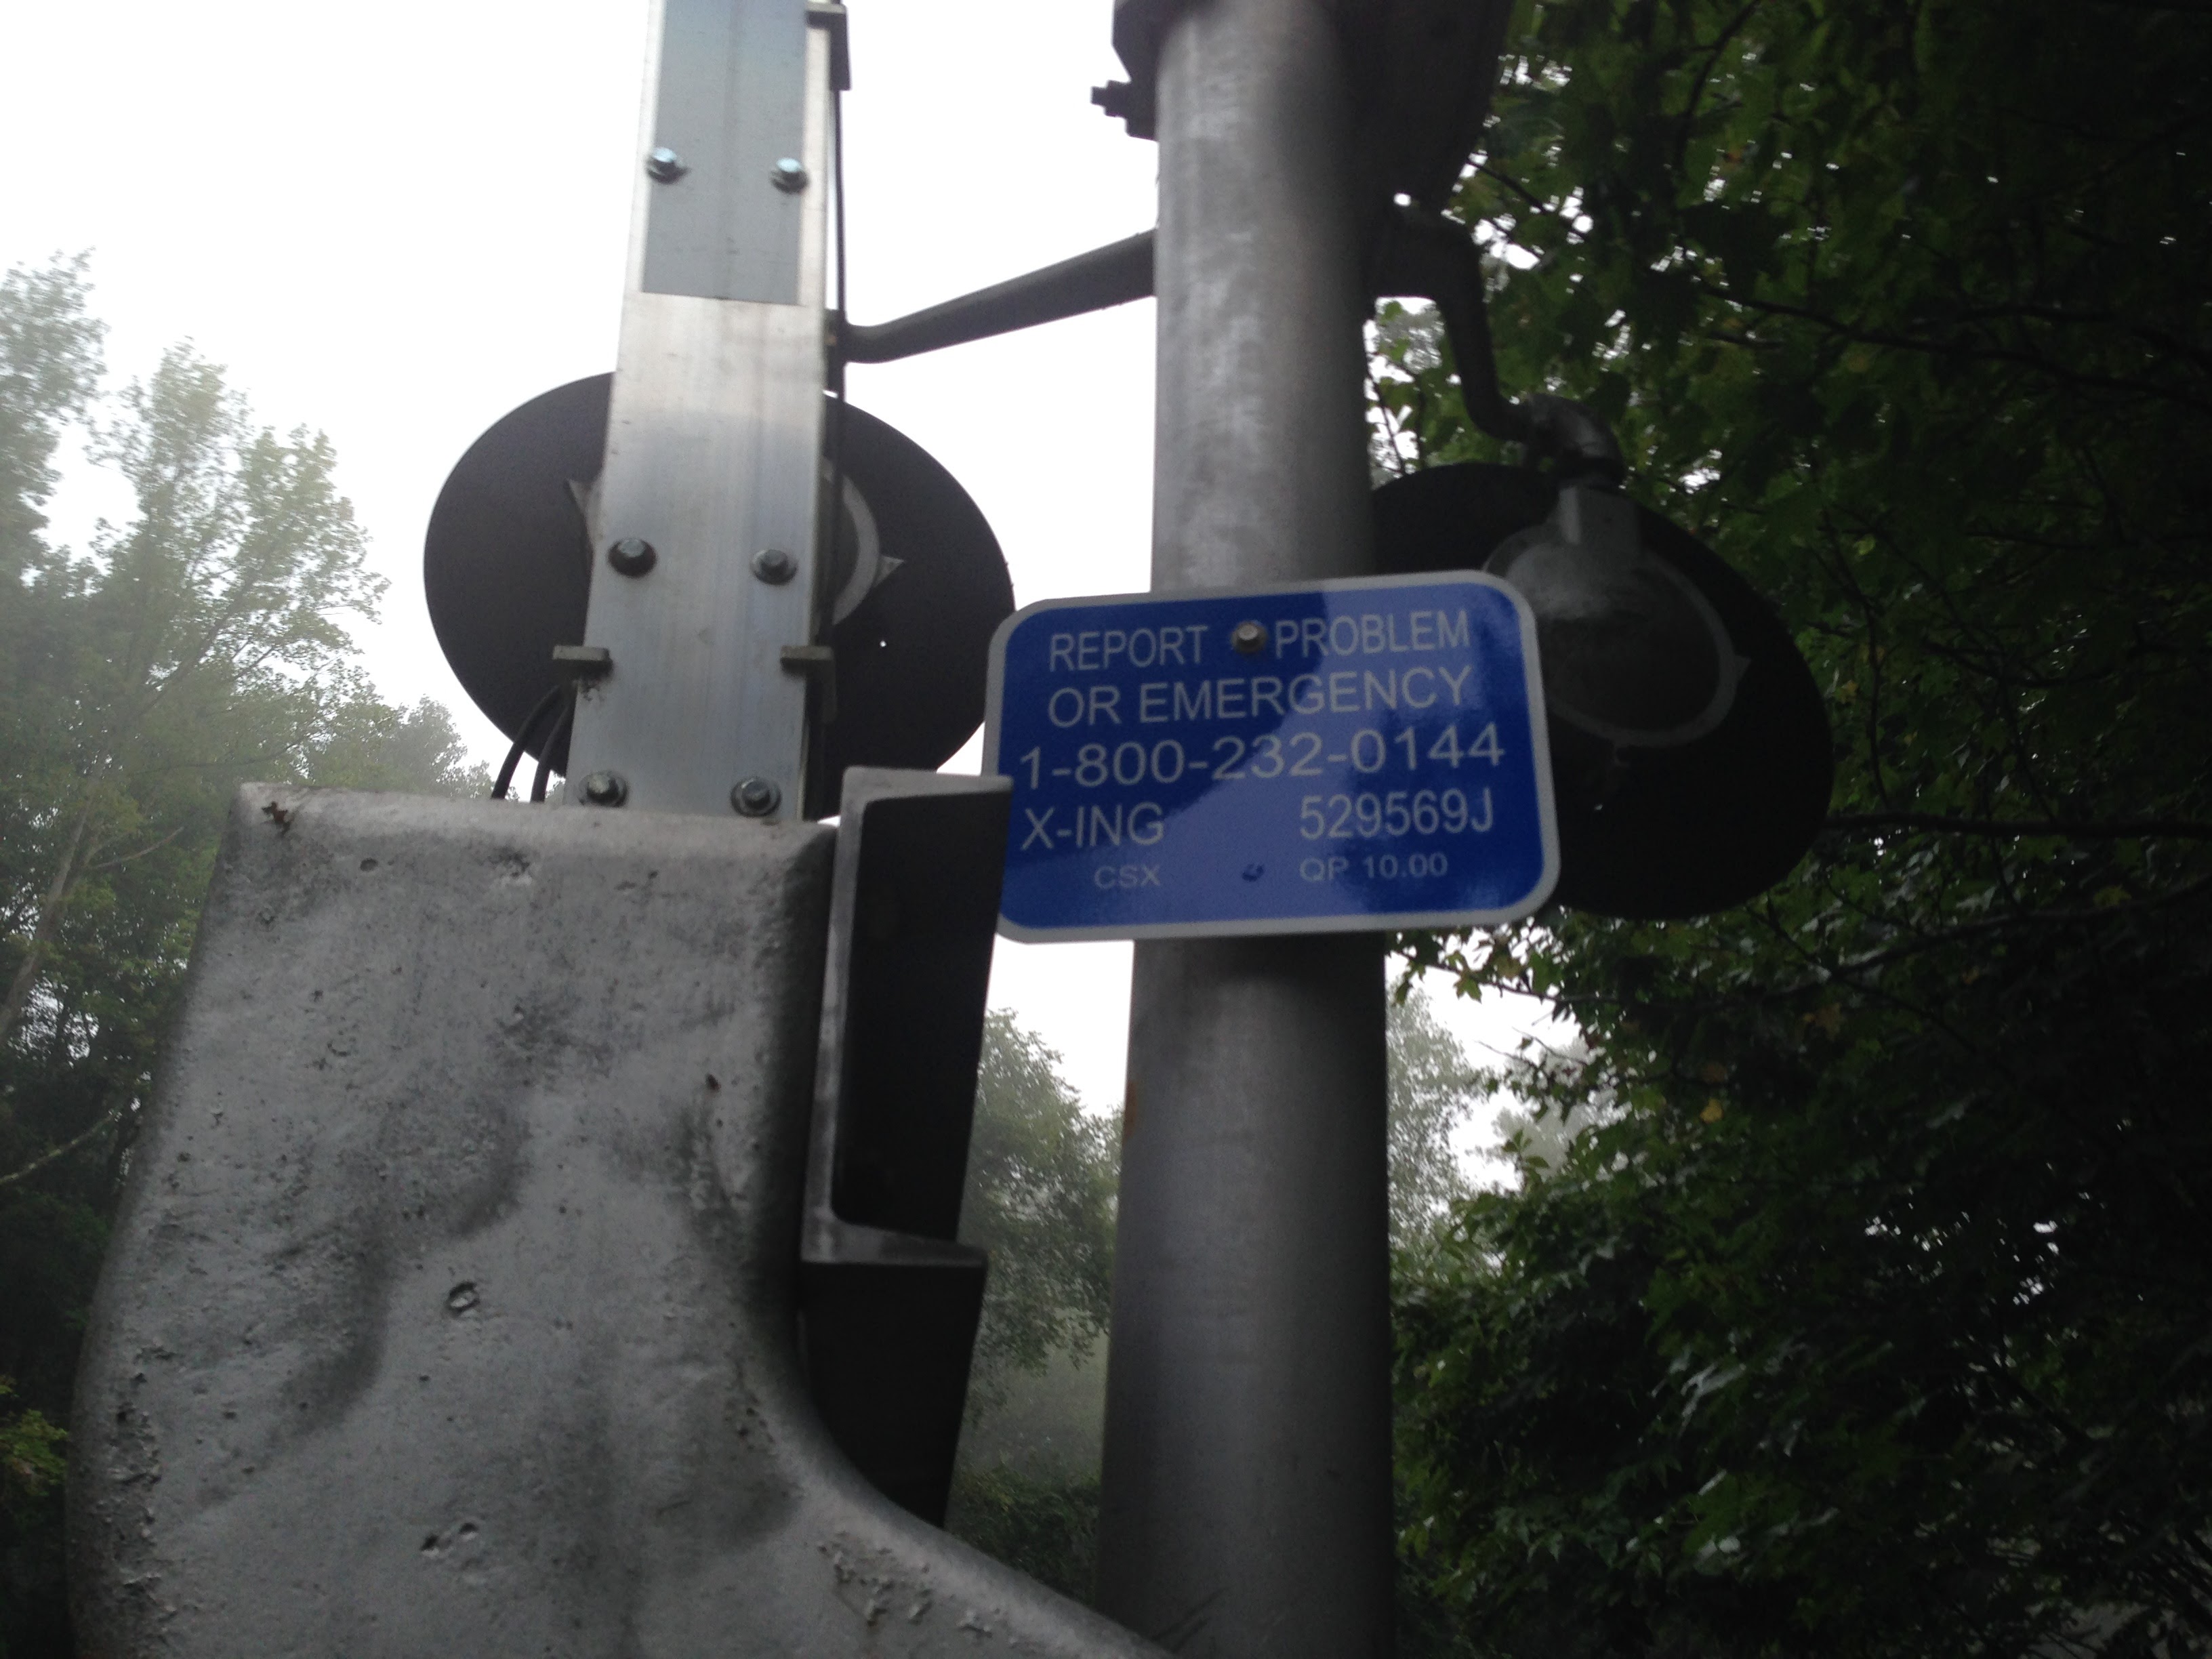 REPORT PROBLEM
OR EMERGENCY
1-800-232-0144
X-ING 529569J
CSX QP 10.00